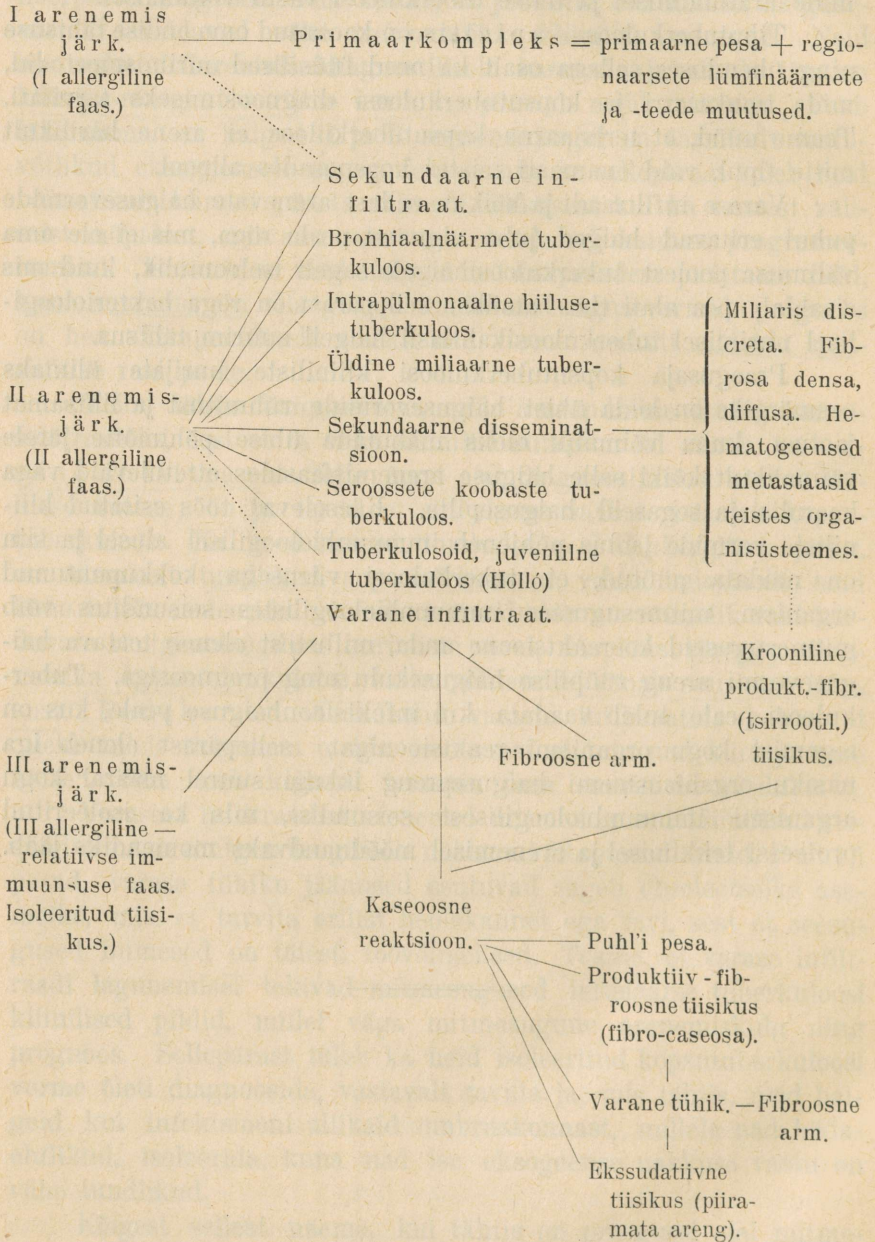 I arenemis
järk.
(I allergiline
faas.)
Primaarkompleks = primaarne pesa + regio-
naarsete lümfinäärmete
ja -teede muutused.
II arenemis-
järk.
(II allergiline
faas.)
Sekundaarne in-
filtraat.
Bronhiaalnäärmete tuber-
kuloos.
Intrapulmonaalne hiiluse-
tuberkuloos.
Üldine miliaarne tuber-
kuloos.
Sekundaarne disseminat-
sioon.
Seroossete koobaste tu-
berkuloos.
Tuberkulosoid, juveniilne
tuberkuloos (Holló)
Varane infiltraat.
Miliaris dis-
creta. Fib-
rosa densa,
diffusa. He-
matogeensed
metastaasid
teistes orga-
nisüsteemes.
Krooniline
produkt.-fibr.
(tsirrootil.)
tiisikus.
Fibroosne arm.
III arenemis-
järk.
(III allergiline —
relatiivse im-
muun-use faas.
Isoleeritud tiisi-
kus.)
Kaseoosne
reaktsioon.
Puhl'i pesa.
Produktiiv-fib-
roosne tiisikus
(fibro-caseosa).
Varane tühik. — Fibroosne
arm.
Ekssudatiivne
tiisikus (piira-
mata areng).